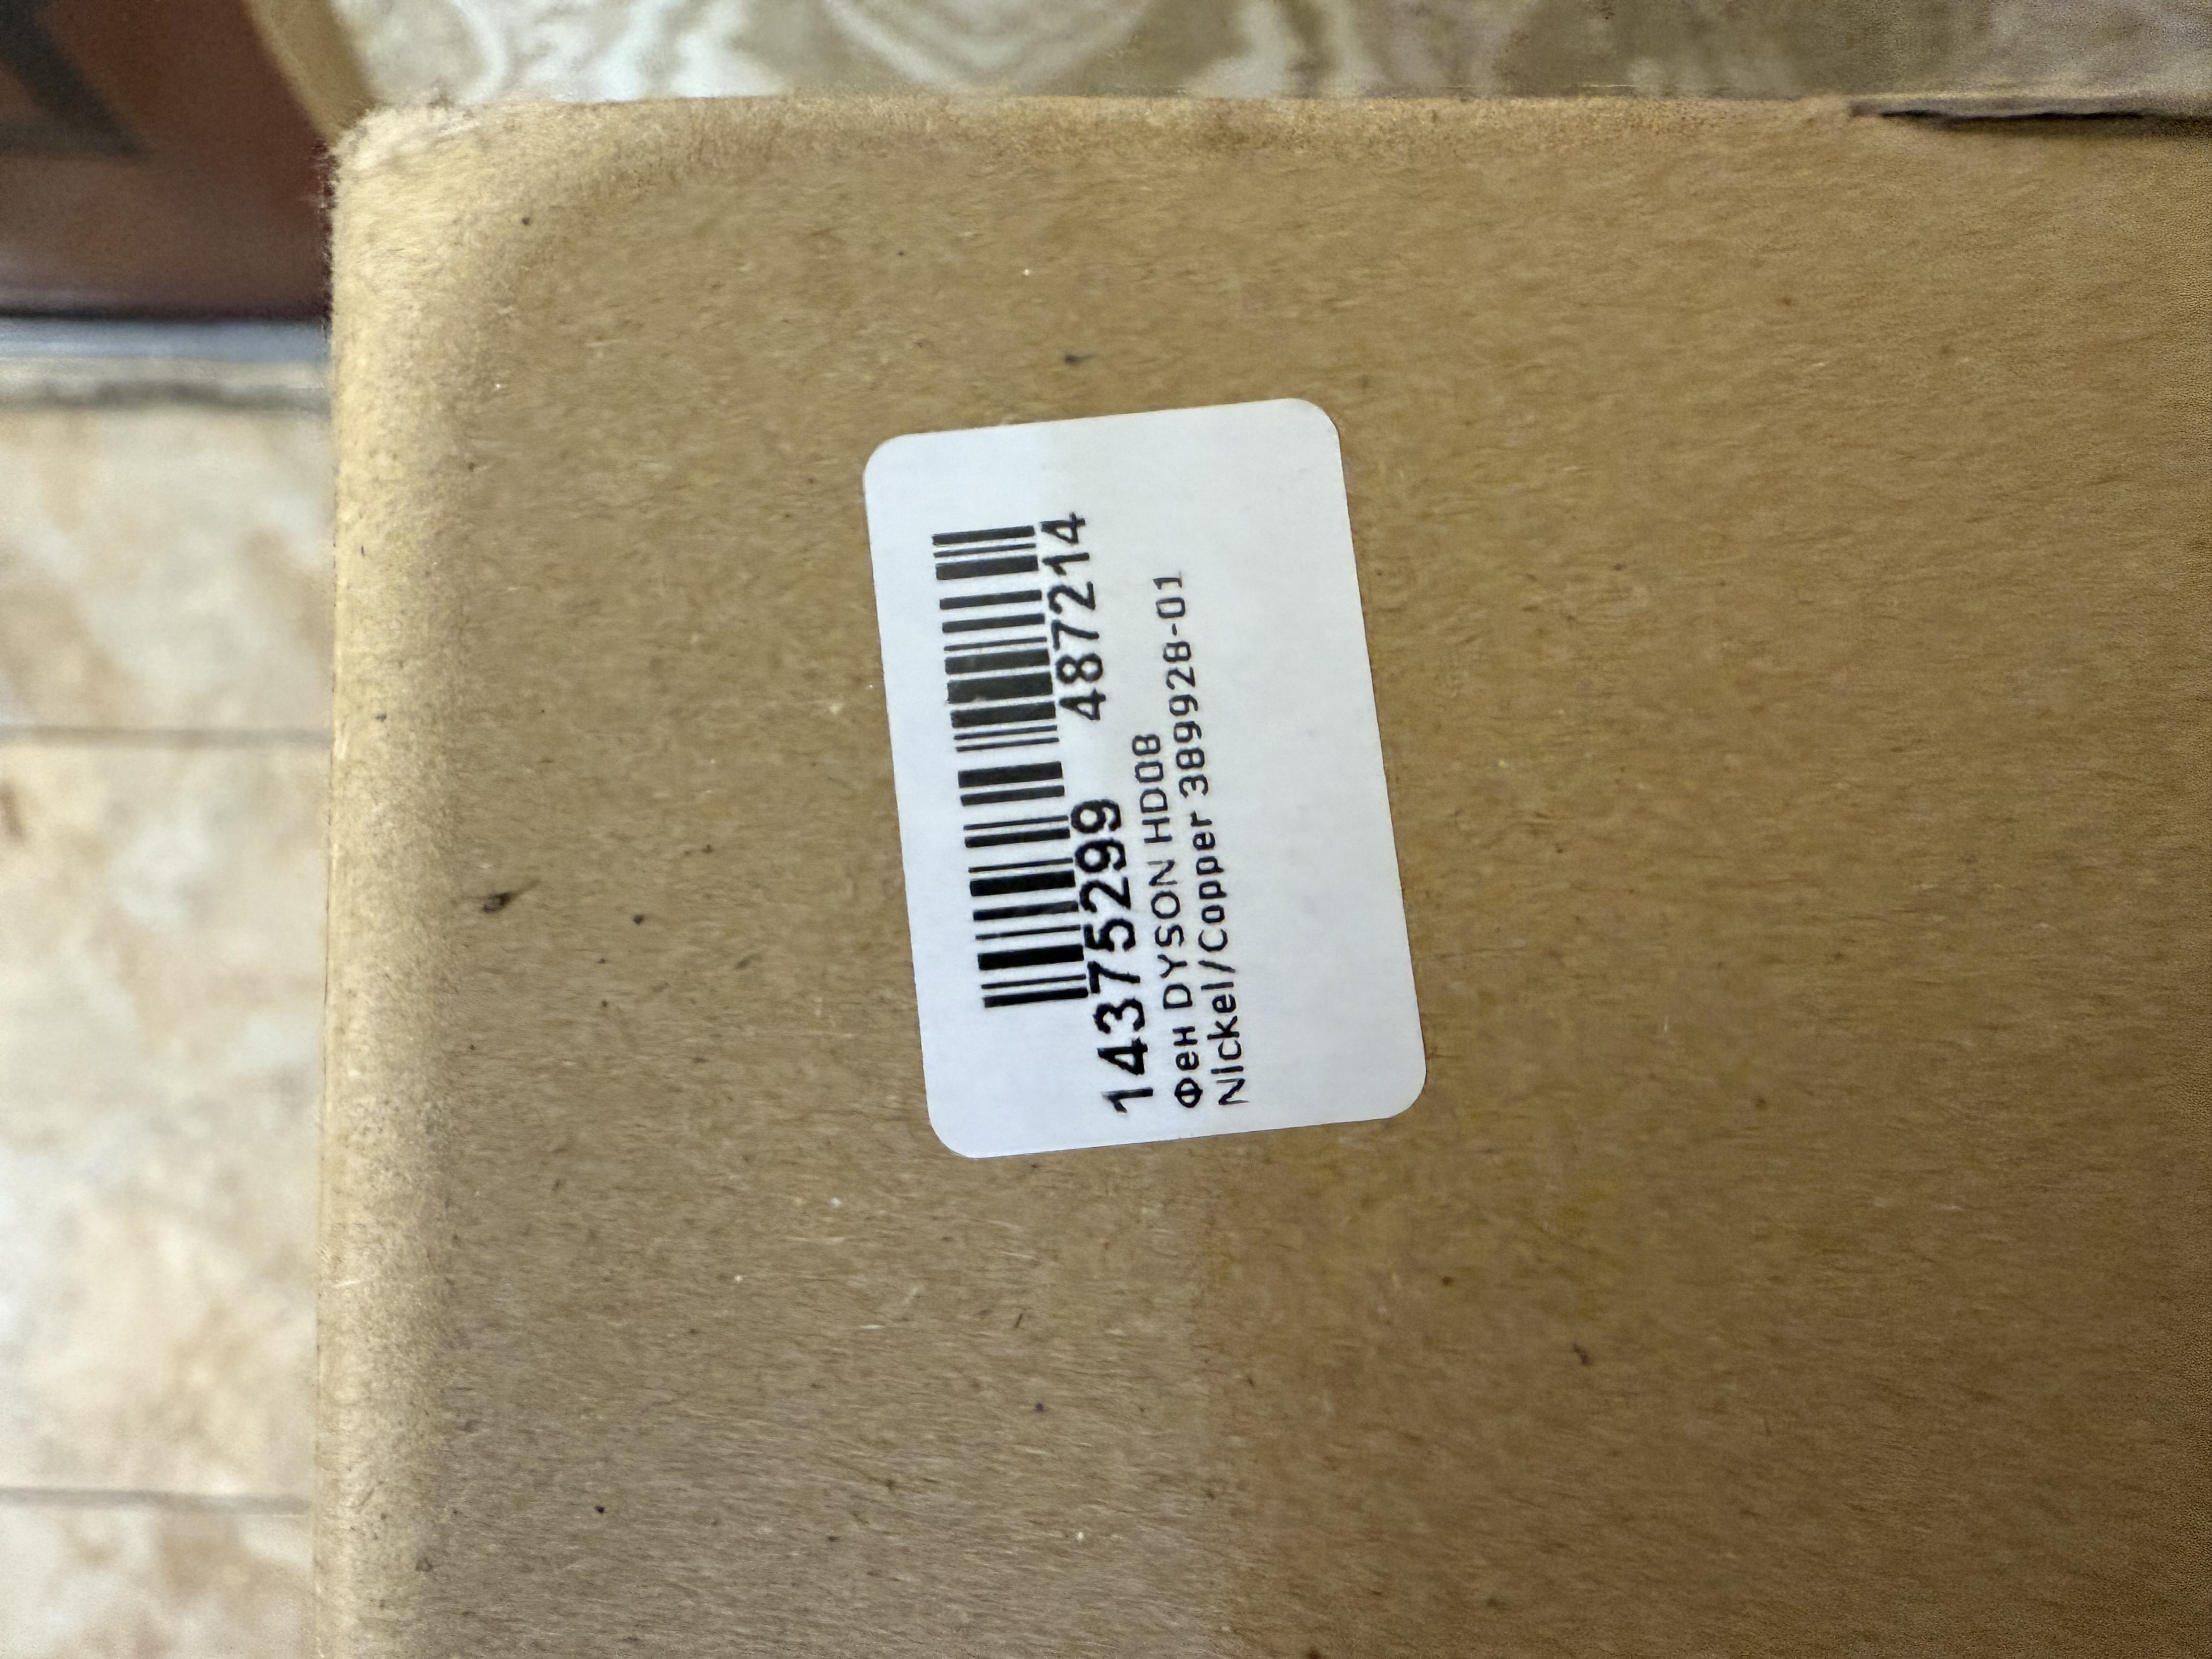 14375299 487214
Фен DYSON HD08
Nickel/Copper 389928-01